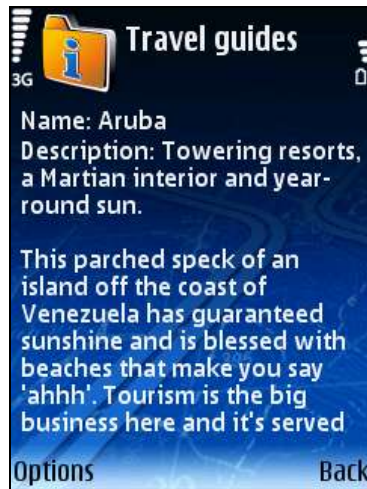 Travel guides
3G
Name: Aruba
Description: Towering resorts,
a Martian interior and year-
round sun.
This parched speck of an
island off the coast of
Venezuela has guaranteed
sunshine and is blessed with
beaches that make you say
'ahhh'. Tourism is the big
business here and it's served
Options Back